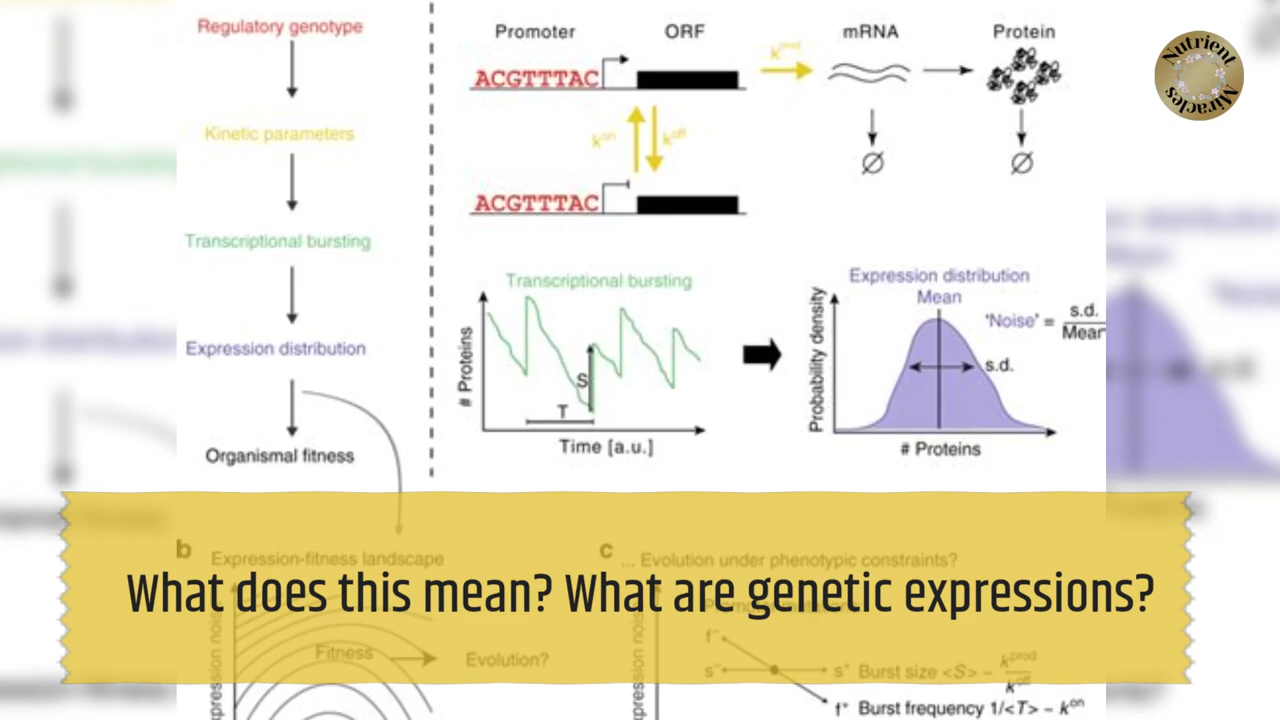 Regulatory genotype
Kinetic parameters
Transcriptional bursting
Expression distribution
Organismal fitness
Promoter
ORF
mRNA
Protein
ACGTTTAC
k^prod
k^on
k^off
∅
∅
ACGTTTAC
Transcriptional bursting
# Proteins
S
T
Time [a.u.]
Expression distribution
Mean
Probability density
'Noise' = s.d.
Mean
s.d.
# Proteins
Nutrient
Miracles
b
Expression-fitness landscape
Fitness
Evolution?
c
... Evolution under phenotypic constraints?
What does this mean? What are genetic expressions?
f⁻
s⁻
s⁺ Burst size <S> ~ k^prod
k^off
f⁺ Burst frequency 1/<T> ~ k^on